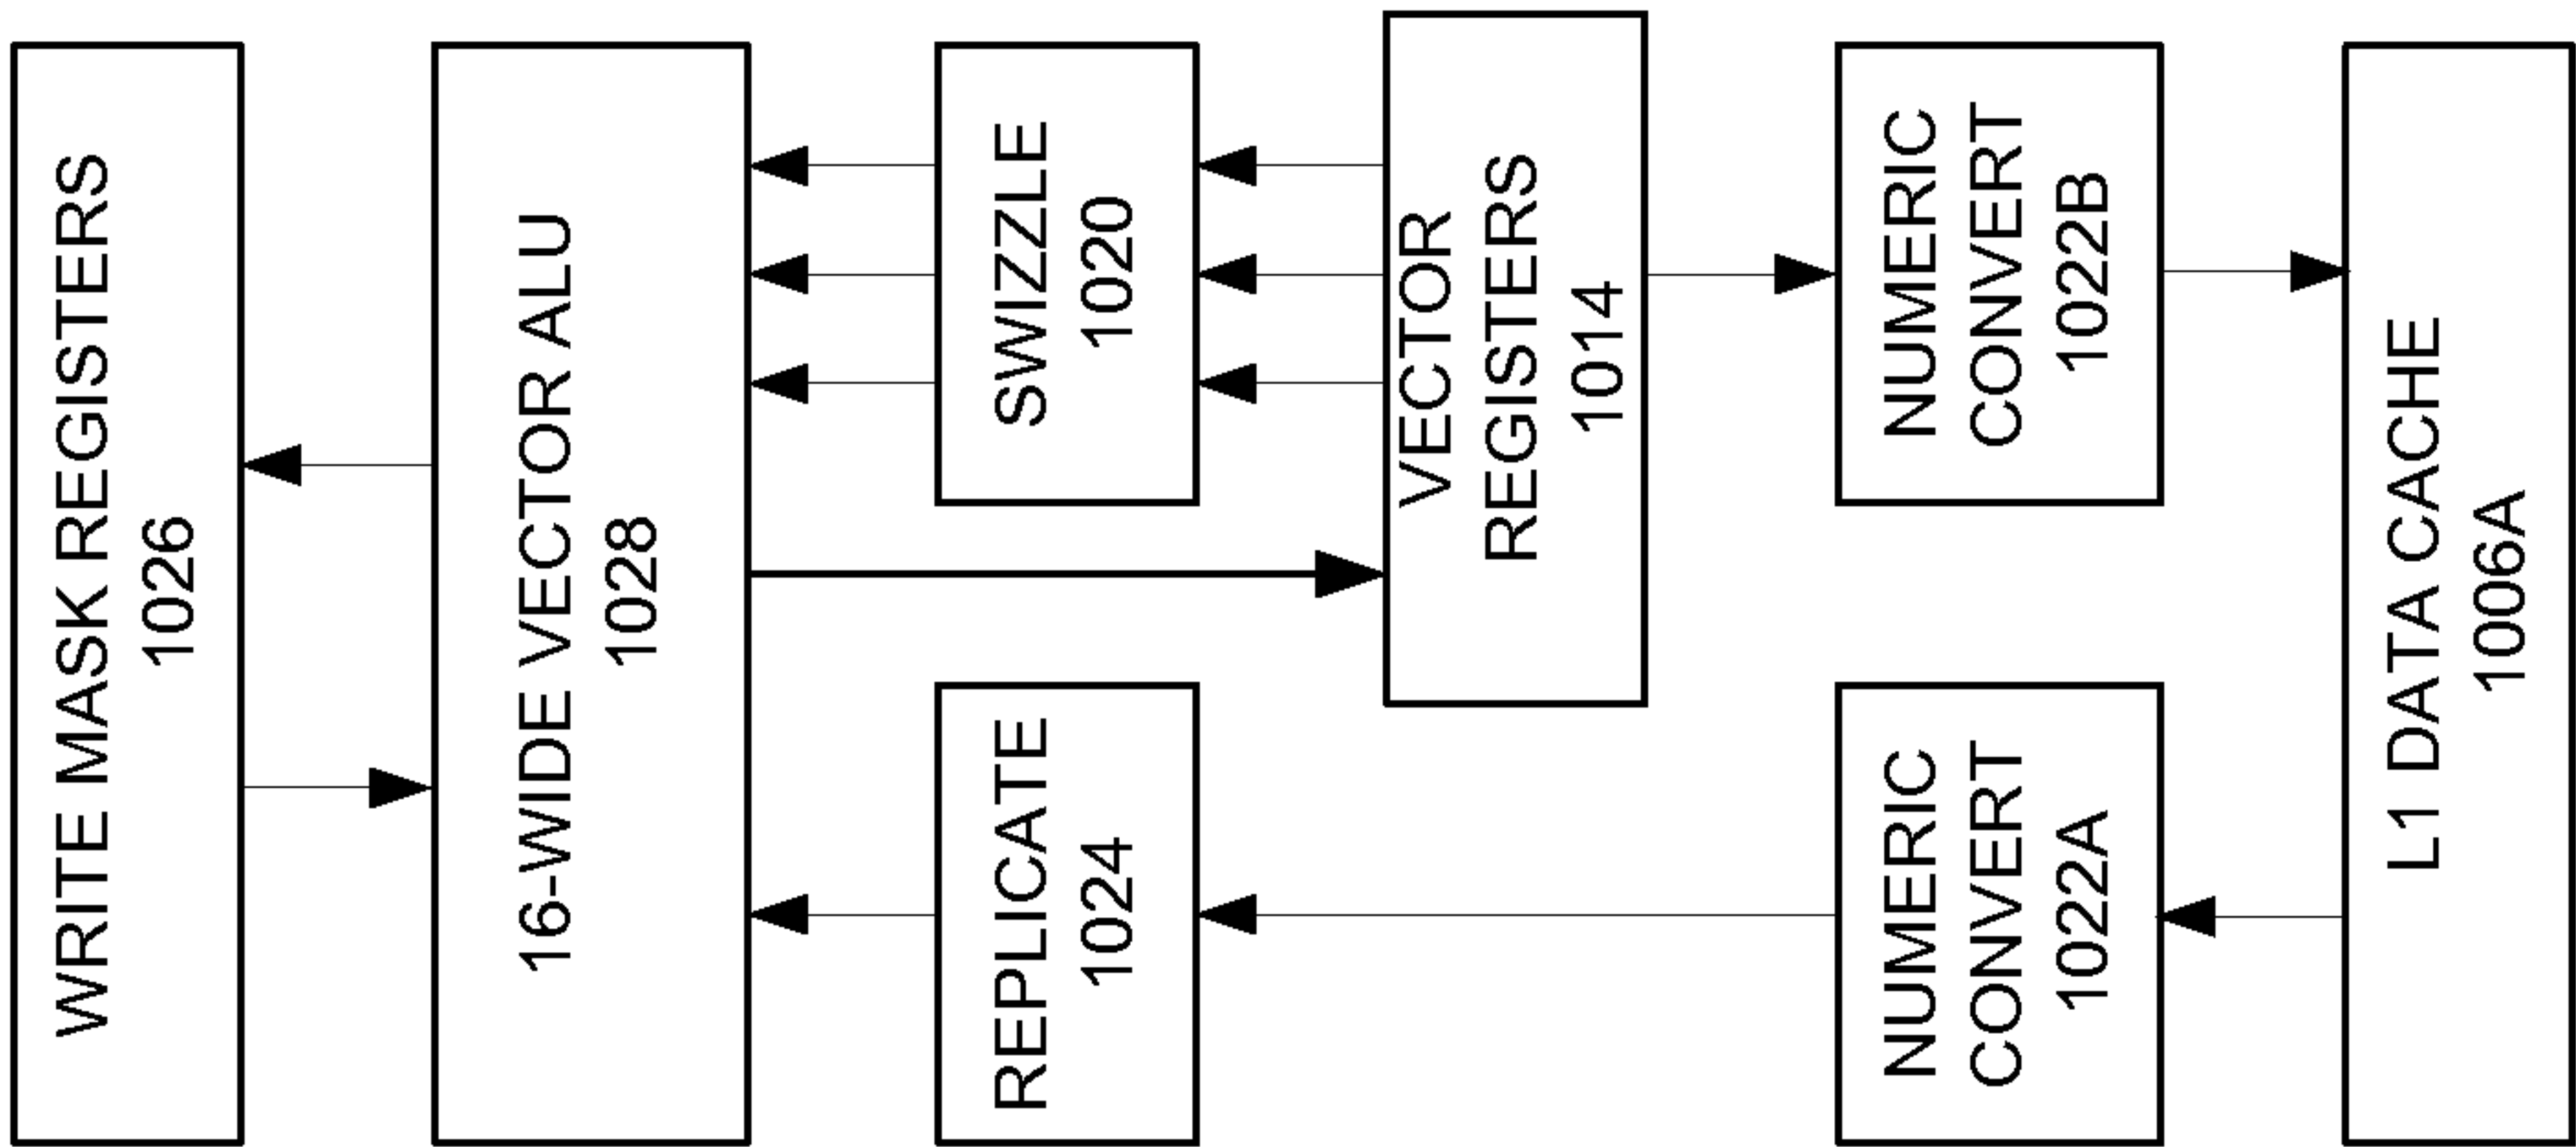 WRITE MASK REGISTERS
1026
16-WIDE VECTOR ALU
1028
REPLICATE
1024
SWIZZLE
1020
VECTOR
REGISTERS
1014
NUMERIC
CONVERT
1022A
NUMERIC
CONVERT
1022B
L1 DATA CACHE
1006A